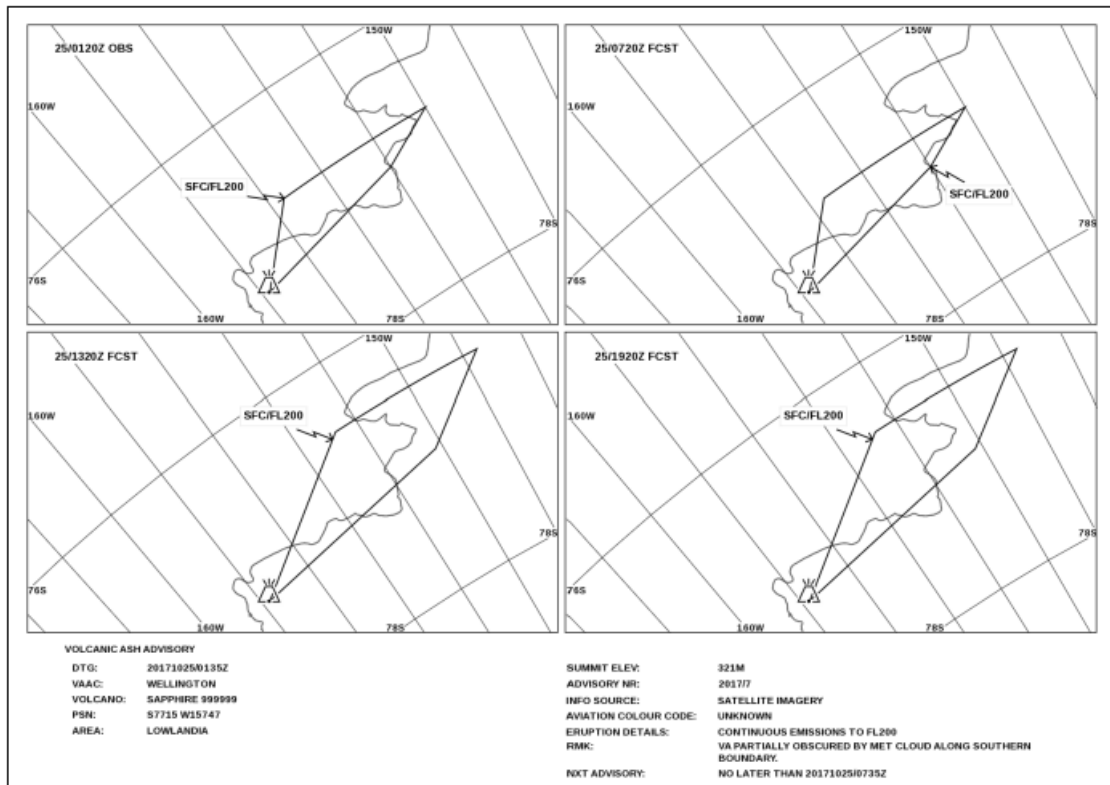 25/0120Z OBS
150W
160W
SFC/FL200
76S
160W
78S
78S
25/0720Z FCST
150W
160W
SFC/FL200
76S
160W
78S
78S
25/1320Z FCST
150W
160W
SFC/FL200
76S
160W
78S
78S
25/1920Z FCST
150W
160W
SFC/FL200
76S
160W
78S
78S
VOLCANIC ASH ADVISORY
DTG: 20171025/0135Z
VAAC: WELLINGTON
VOLCANO: SAPPHIRE 999999
PSN: S7715 W15747
AREA: LOWLANDIA
SUMMIT ELEV: 321M
ADVISORY NR: 2017/7
INFO SOURCE: SATELLITE IMAGERY
AVIATION COLOUR CODE: UNKNOWN
ERUPTION DETAILS: CONTINUOUS EMISSIONS TO FL200
RMK: VA PARTIALLY OBSCURED BY MET CLOUD ALONG SOUTHERN
BOUNDARY.
NXT ADVISORY: NO LATER THAN 20171025/0735Z